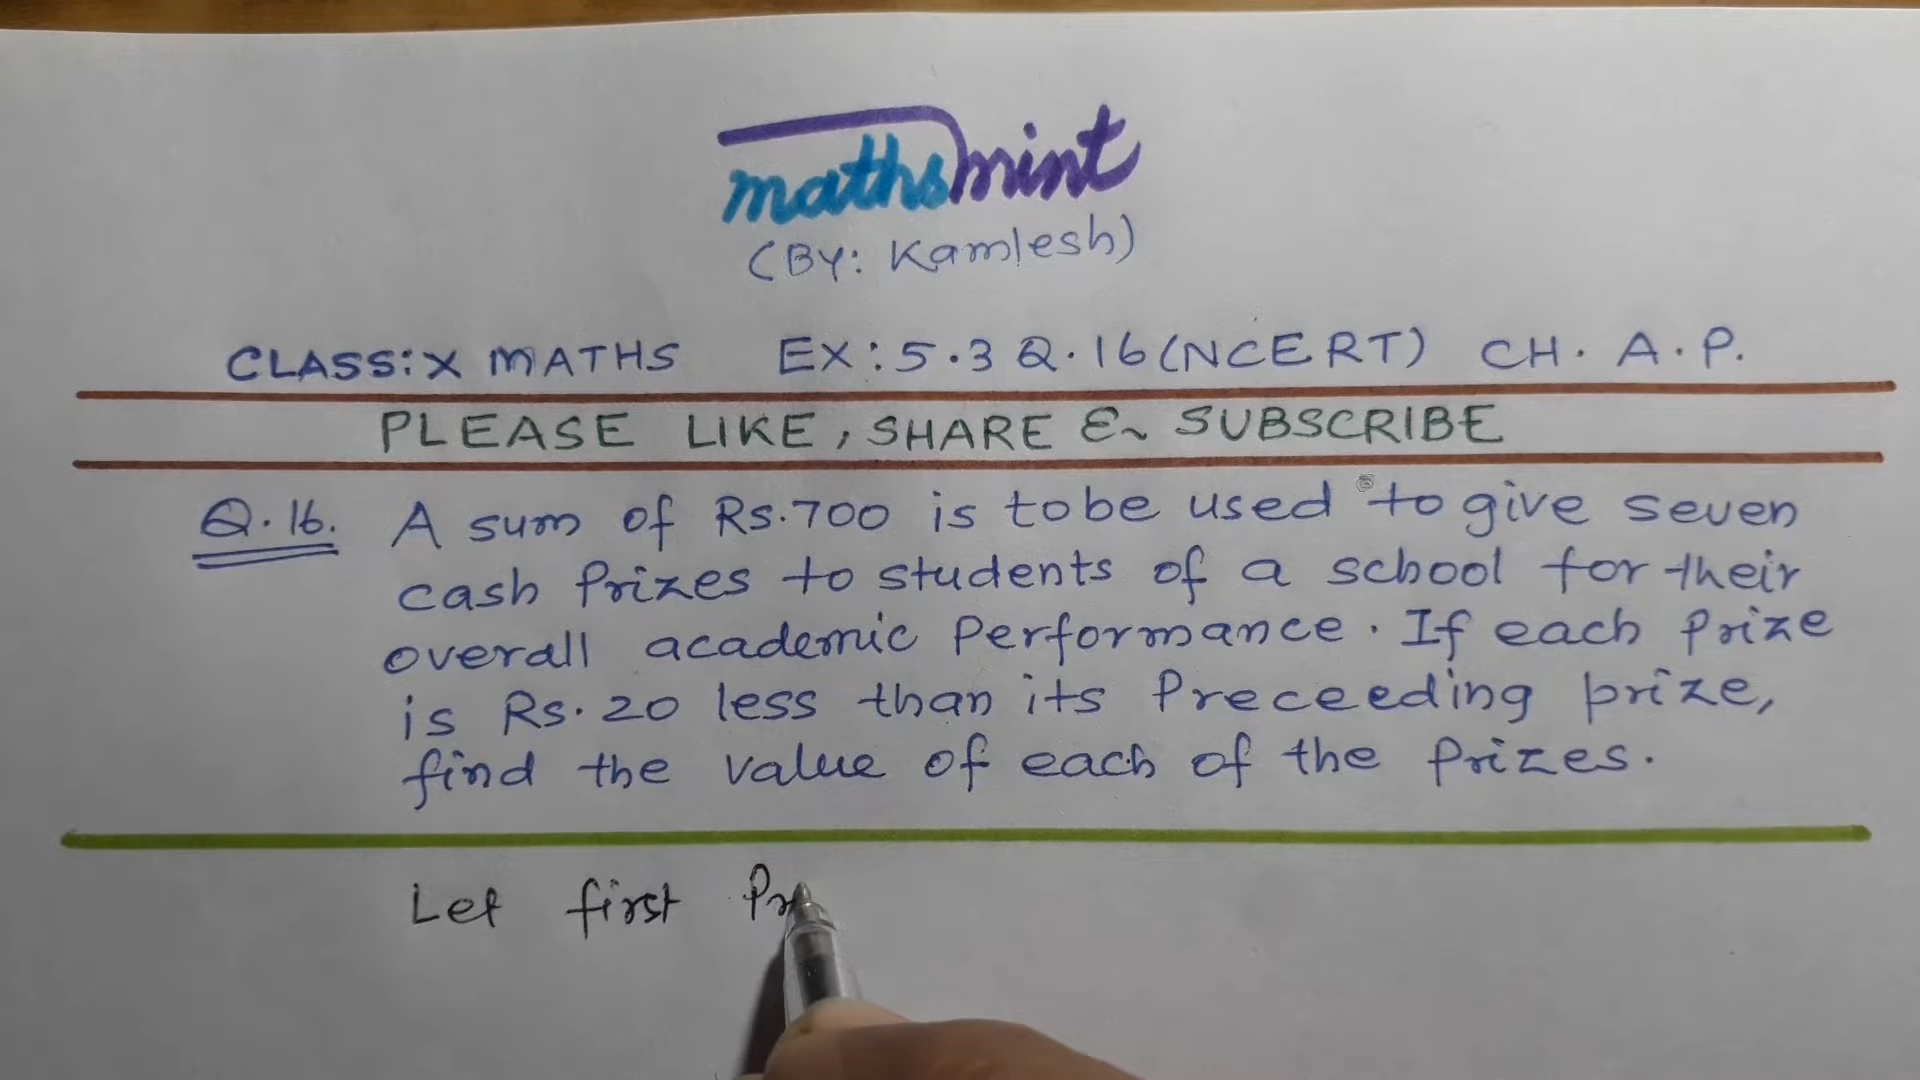 mathsmint
(BY: Kamlesh)
CLASS: X MATHS EX: 5.3 Q.16 (NCERT) CH. A.P.
PLEASE LIKE, SHARE & SUBSCRIBE
Q.16. A sum of Rs.700 is to be used to give seven
cash Prizes to students of a school for their
overall academic Performance. If each Prize
is Rs.20 less than its Preceeding prize,
find the value of each of the Prizes.
Let first Pr